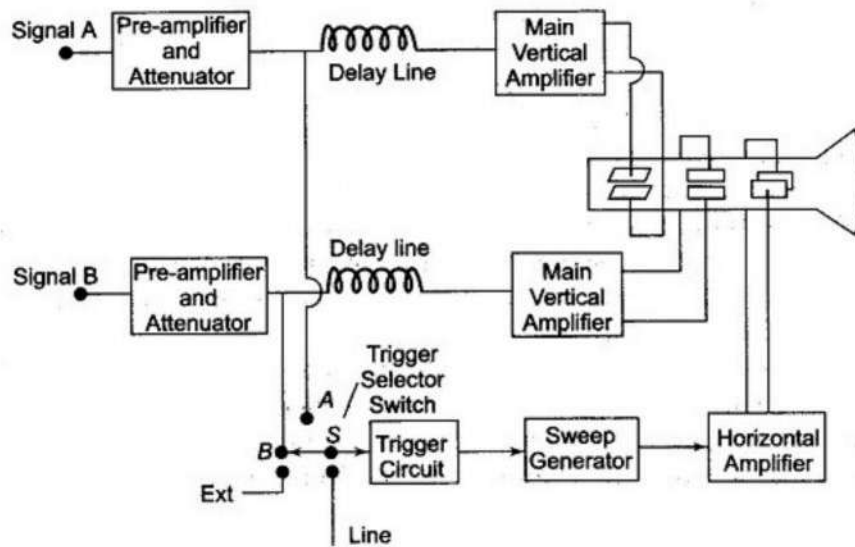 Signal A
Pre-amplifier
and
Attenuator
Delay Line
Main
Vertical
Amplifier
Signal B
Pre-amplifier
and
Attenuator
Delay line
Main
Vertical
Amplifier
A
Trigger
Selector
Switch
B
S
Trigger
Circuit
Sweep
Generator
Horizontal
Amplifier
Ext
Line